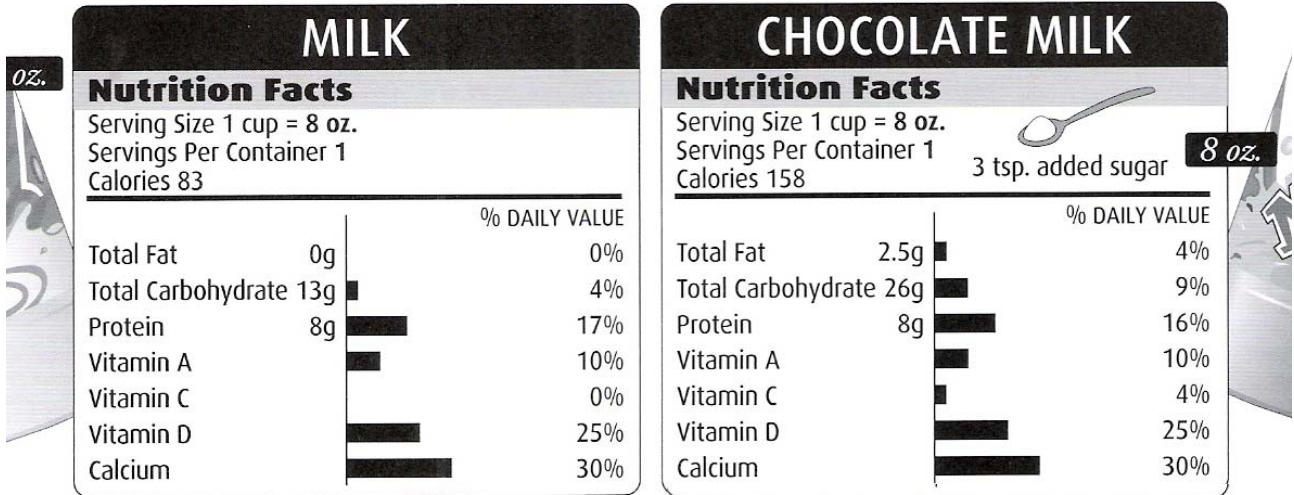 oz.
MILK
Nutrition Facts
Serving Size 1 cup = 8 oz.
Servings Per Container 1
Calories 83
% DAILY VALUE
Total Fat 0g 0%
Total Carbohydrate 13g 4%
Protein 8g 17%
Vitamin A 10%
Vitamin C 0%
Vitamin D 25%
Calcium 30%
CHOCOLATE MILK
Nutrition Facts
Serving Size 1 cup = 8 oz.
Servings Per Container 1
Calories 158
3 tsp. added sugar
8 oz.
% DAILY VALUE
Total Fat 2.5g 4%
Total Carbohydrate 26g 9%
Protein 8g 16%
Vitamin A 10%
Vitamin C 4%
Vitamin D 25%
Calcium 30%